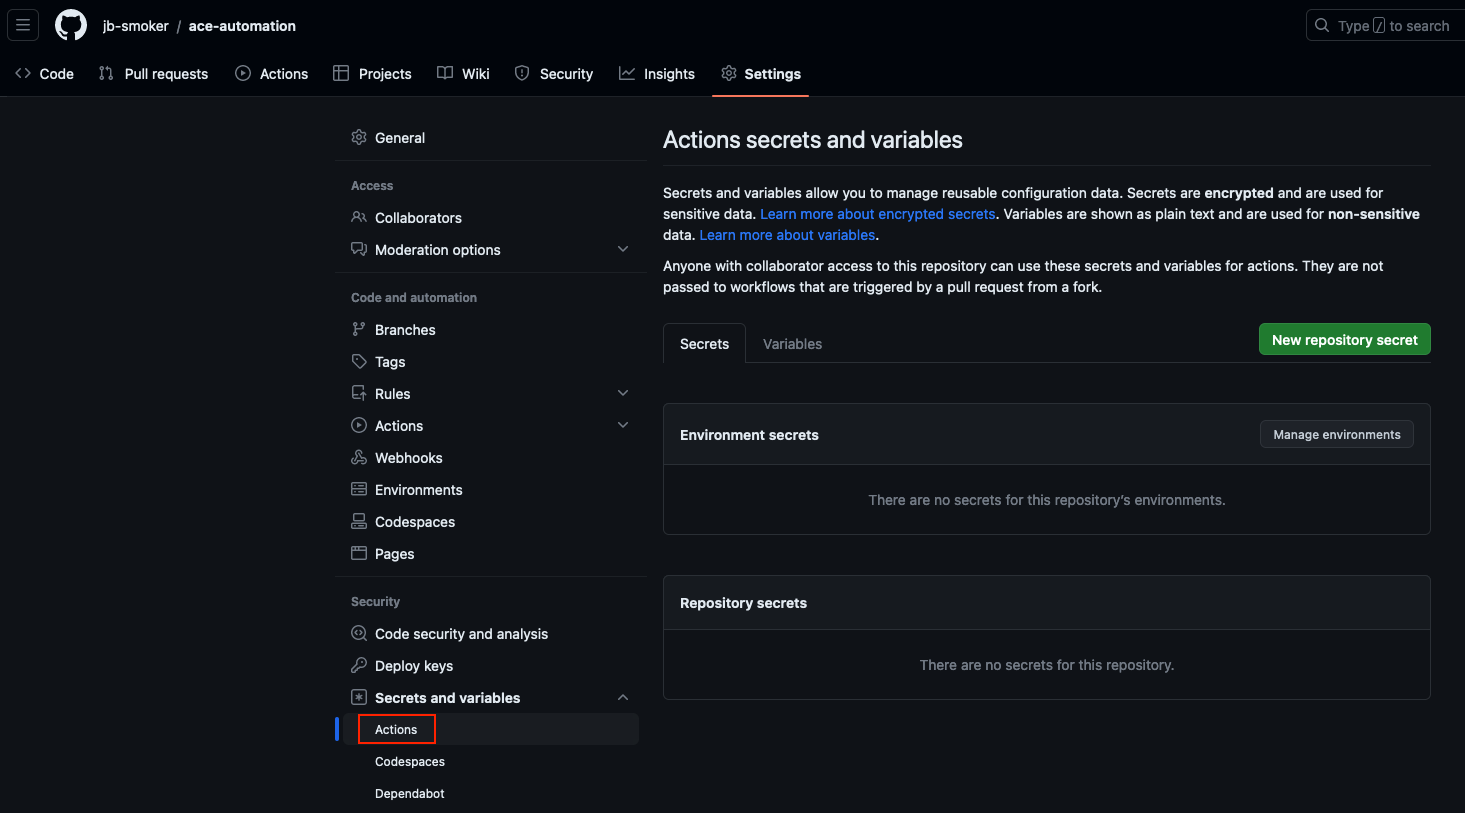 jb-smoker / ace-automation
Type / to search
Code
Pull requests
Actions
Projects
Wiki
Security
Insights
Settings
General
Access
Collaborators
Moderation options
Code and automation
Branches
Tags
Rules
Actions
Webhooks
Environments
Codespaces
Pages
Security
Code security and analysis
Deploy keys
Secrets and variables
Actions
Codespaces
Dependabot
Actions secrets and variables
Secrets and variables allow you to manage reusable configuration data. Secrets are encrypted and are used for
sensitive data. Learn more about encrypted secrets. Variables are shown as plain text and are used for non-sensitive
data. Learn more about variables.
Anyone with collaborator access to this repository can use these secrets and variables for actions. They are not
passed to workflows that are triggered by a pull request from a fork.
Secrets
Variables
New repository secret
Environment secrets
Manage environments
There are no secrets for this repository's environments.
Repository secrets
There are no secrets for this repository.